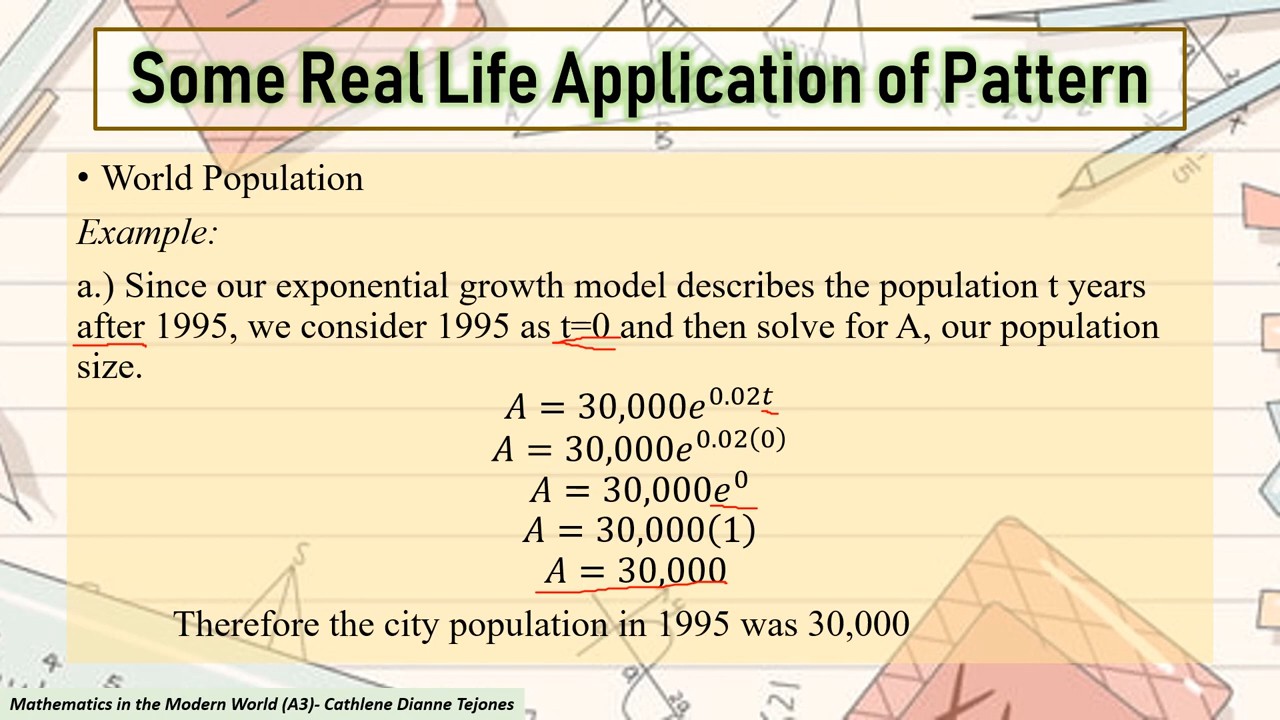 Some Real Life Application of Pattern
• World Population
Example:
a.) Since our exponential growth model describes the population t years
after 1995, we consider 1995 as t=0 and then solve for A, our population
size.
A = 30,000e^{0.02t}
A = 30,000e^{0.02(0)}
A = 30,000e^{0}
A = 30,000(1)
A = 30,000
Therefore the city population in 1995 was 30,000
Mathematics in the Modern World (A3)- Cathlene Dianne Tejones